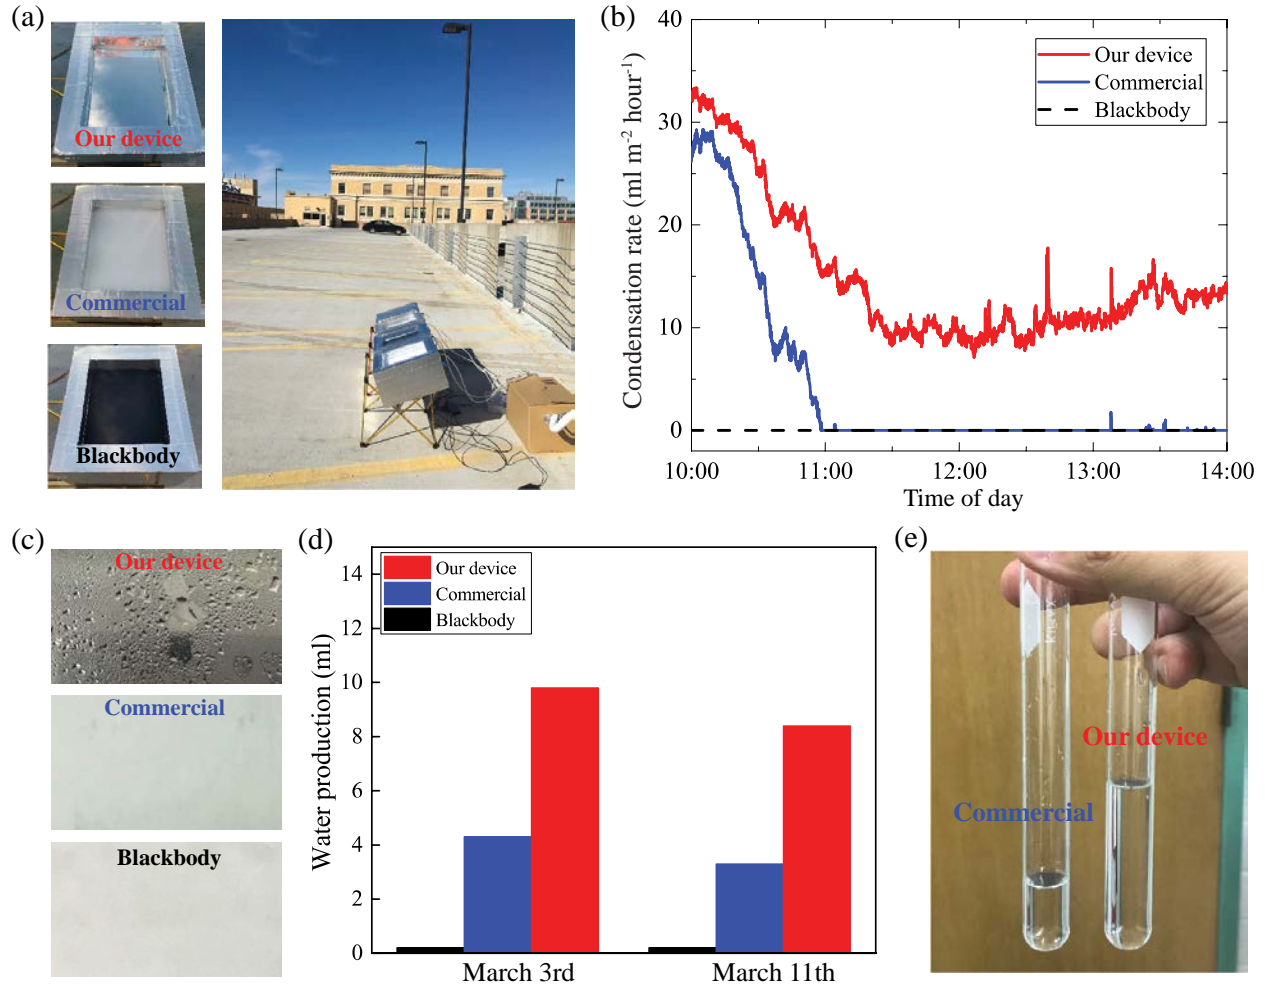 (a)
Our device
Commercial
Blackbody
(b)
40
30
20
10
0
Condensation rate (ml m⁻² hour⁻¹)
Our device
Commercial
Blackbody
10:00
11:00
12:00
13:00
14:00
Time of day
(c)
Our device
Commercial
Blackbody
(d)
14
12
10
8
6
4
2
0
Water production (ml)
Our device
Commercial
Blackbody
March 3rd
March 11th
(e)
Our device
Commercial